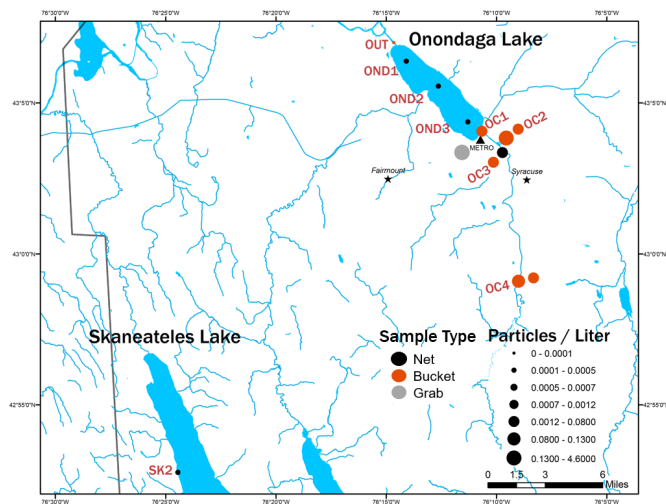 76°30'0"W 76°25'0"W 76°20'0"W 76°15'0"W 76°10'0"W 76°5'0"W
OUT
Onondaga Lake
OND1
OND2
43°5'0"N 43°5'0"N
OND3
OC1
OC2
METRO
OC3
Fairmount
Syracuse
43°0'0"N 43°0'0"N
OC4
Skaneateles Lake
Sample Type
Net
Bucket
Grab
Particles / Liter
0 - 0.0001
0.0001 - 0.0005
0.0005 - 0.0007
0.0007 - 0.0012
0.0012 - 0.0800
0.0800 - 0.1300
0.1300 - 4.6000
42°55'0"N 42°55'0"N
SK2
0 1.5 3 6
Miles
76°30'0"W 76°25'0"W 76°20'0"W 76°15'0"W 76°10'0"W 76°5'0"W